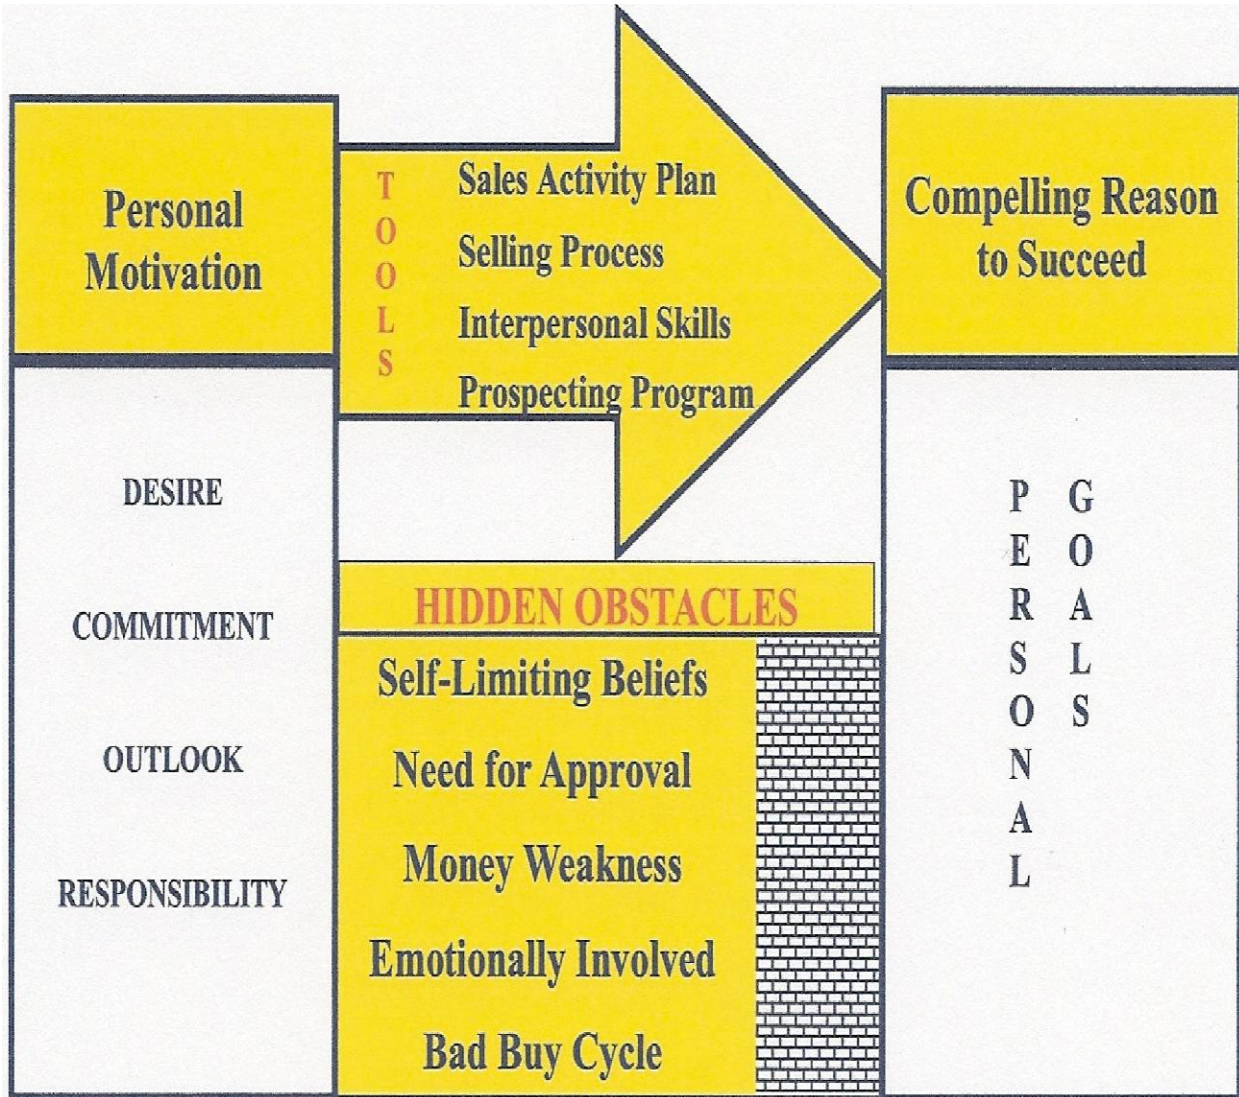 Personal
Motivation
DESIRE
COMMITMENT
OUTLOOK
RESPONSIBILITY
TOOLS
Sales Activity Plan
Selling Process
Interpersonal Skills
Prospecting Program
HIDDEN OBSTACLES
Self-Limiting Beliefs
Need for Approval
Money Weakness
Emotionally Involved
Bad Buy Cycle
Compelling Reason
to Succeed
PERSONAL
GOALS